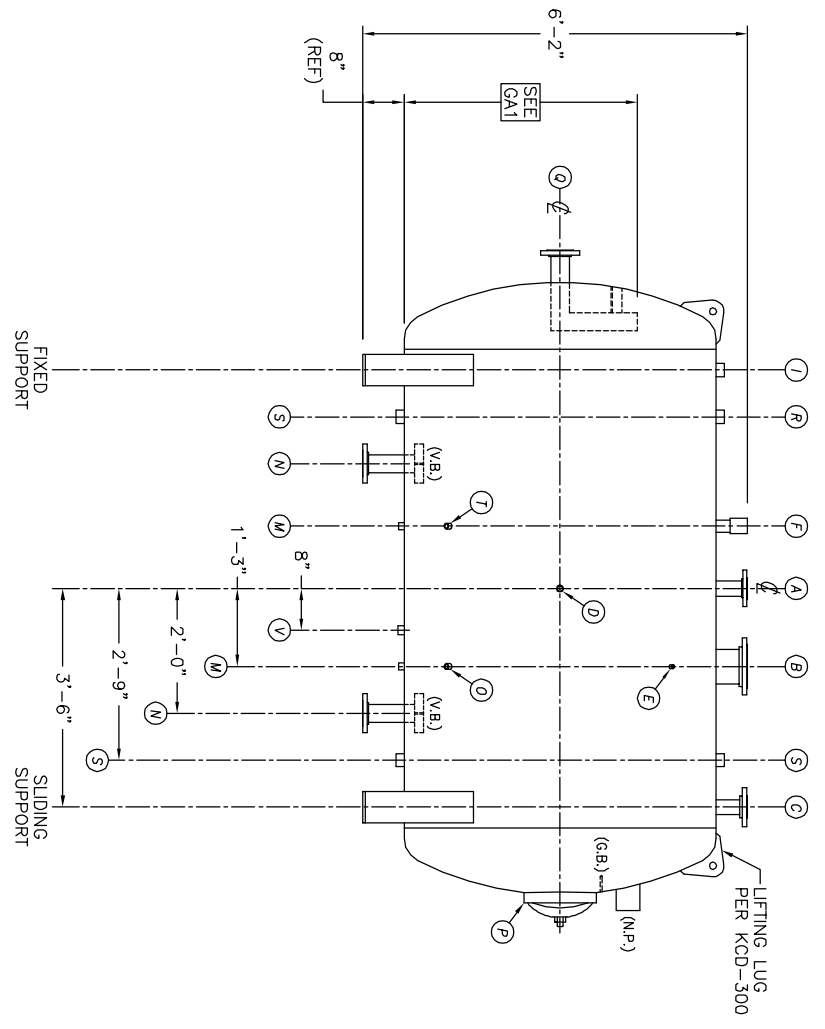 6'-2"
8"
(REF)
SEE
GA1
Q
℄
FIXED
SUPPORT
I
S
R
N
(V.B.)
M
T
F
1'-3"
8"
A
℄
D
V
M
O
E
B
2'-0"
N
(V.B.)
2'-9"
S
S
3'-6"
SLIDING
SUPPORT
C
(G.B.)
(N.P.)
P
LIFTING LUG
PER KCD-300